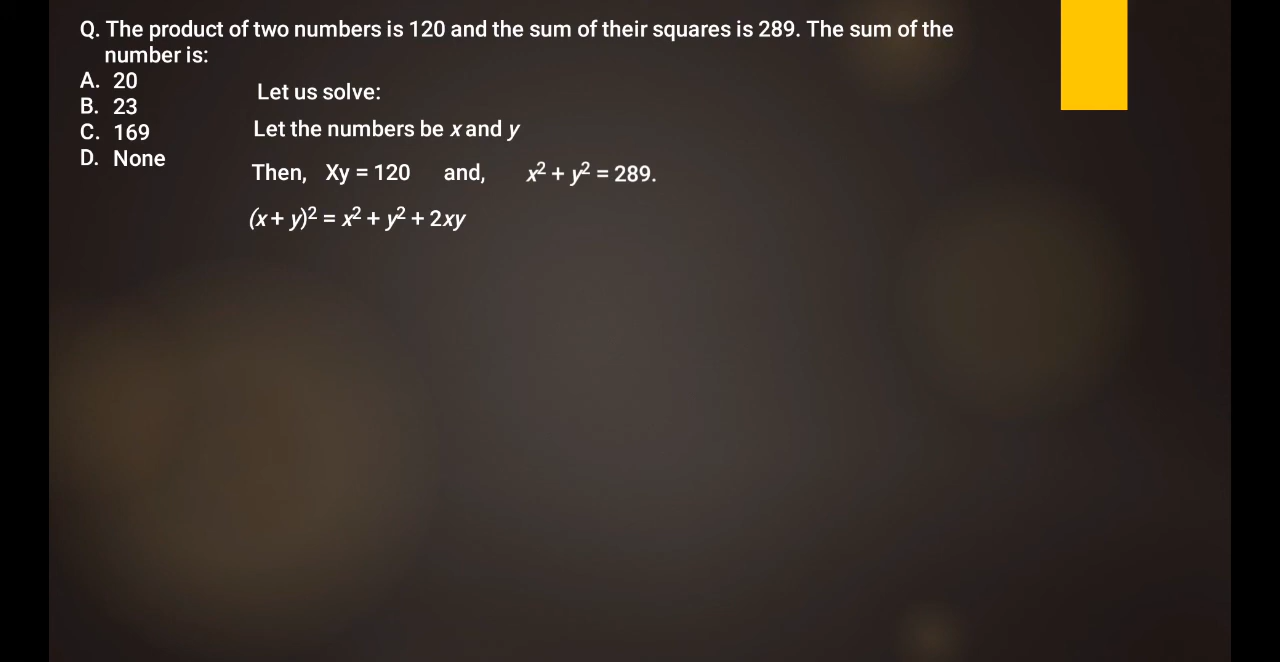 Q. The product of two numbers is 120 and the sum of their squares is 289. The sum of the
number is:
A. 20
B. 23
C. 169
D. None
Let us solve:
Let the numbers be x and y
Then, Xy = 120 and, x² + y² = 289.
(x + y)² = x² + y² + 2xy